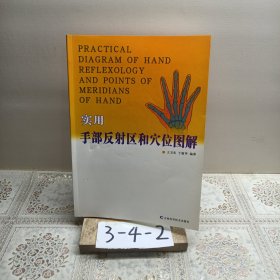 PRACTICAL
DIAGRAM OF HAND
REFLEXOLOGY
AND POINTS OF
MERIDIANS
OF HAND
实用
手部反射区和穴位图解
3-4-2